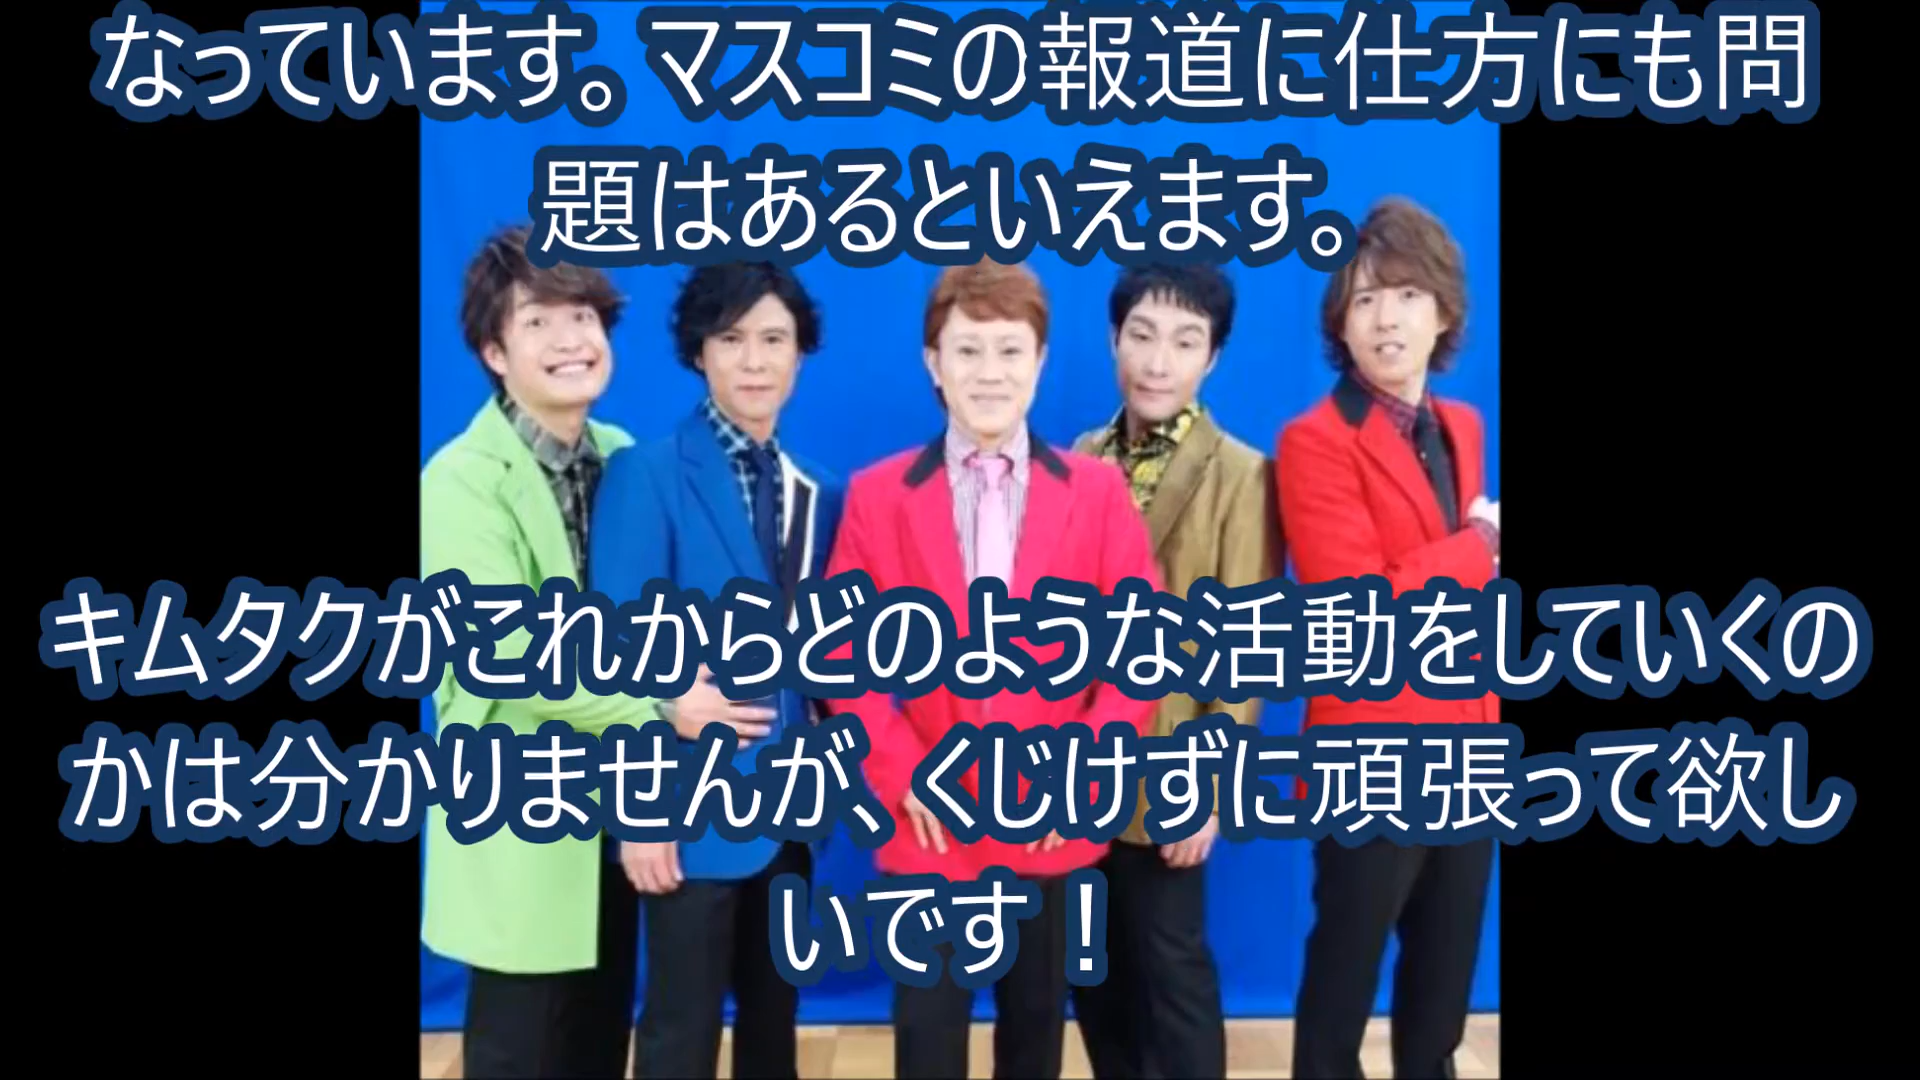 なっています。マスコミの報道に仕方にも問
題はあるといえます。
キムタクがこれからどのような活動をしていくの
かは分かりませんが、くじけずに頑張って欲し
いです！